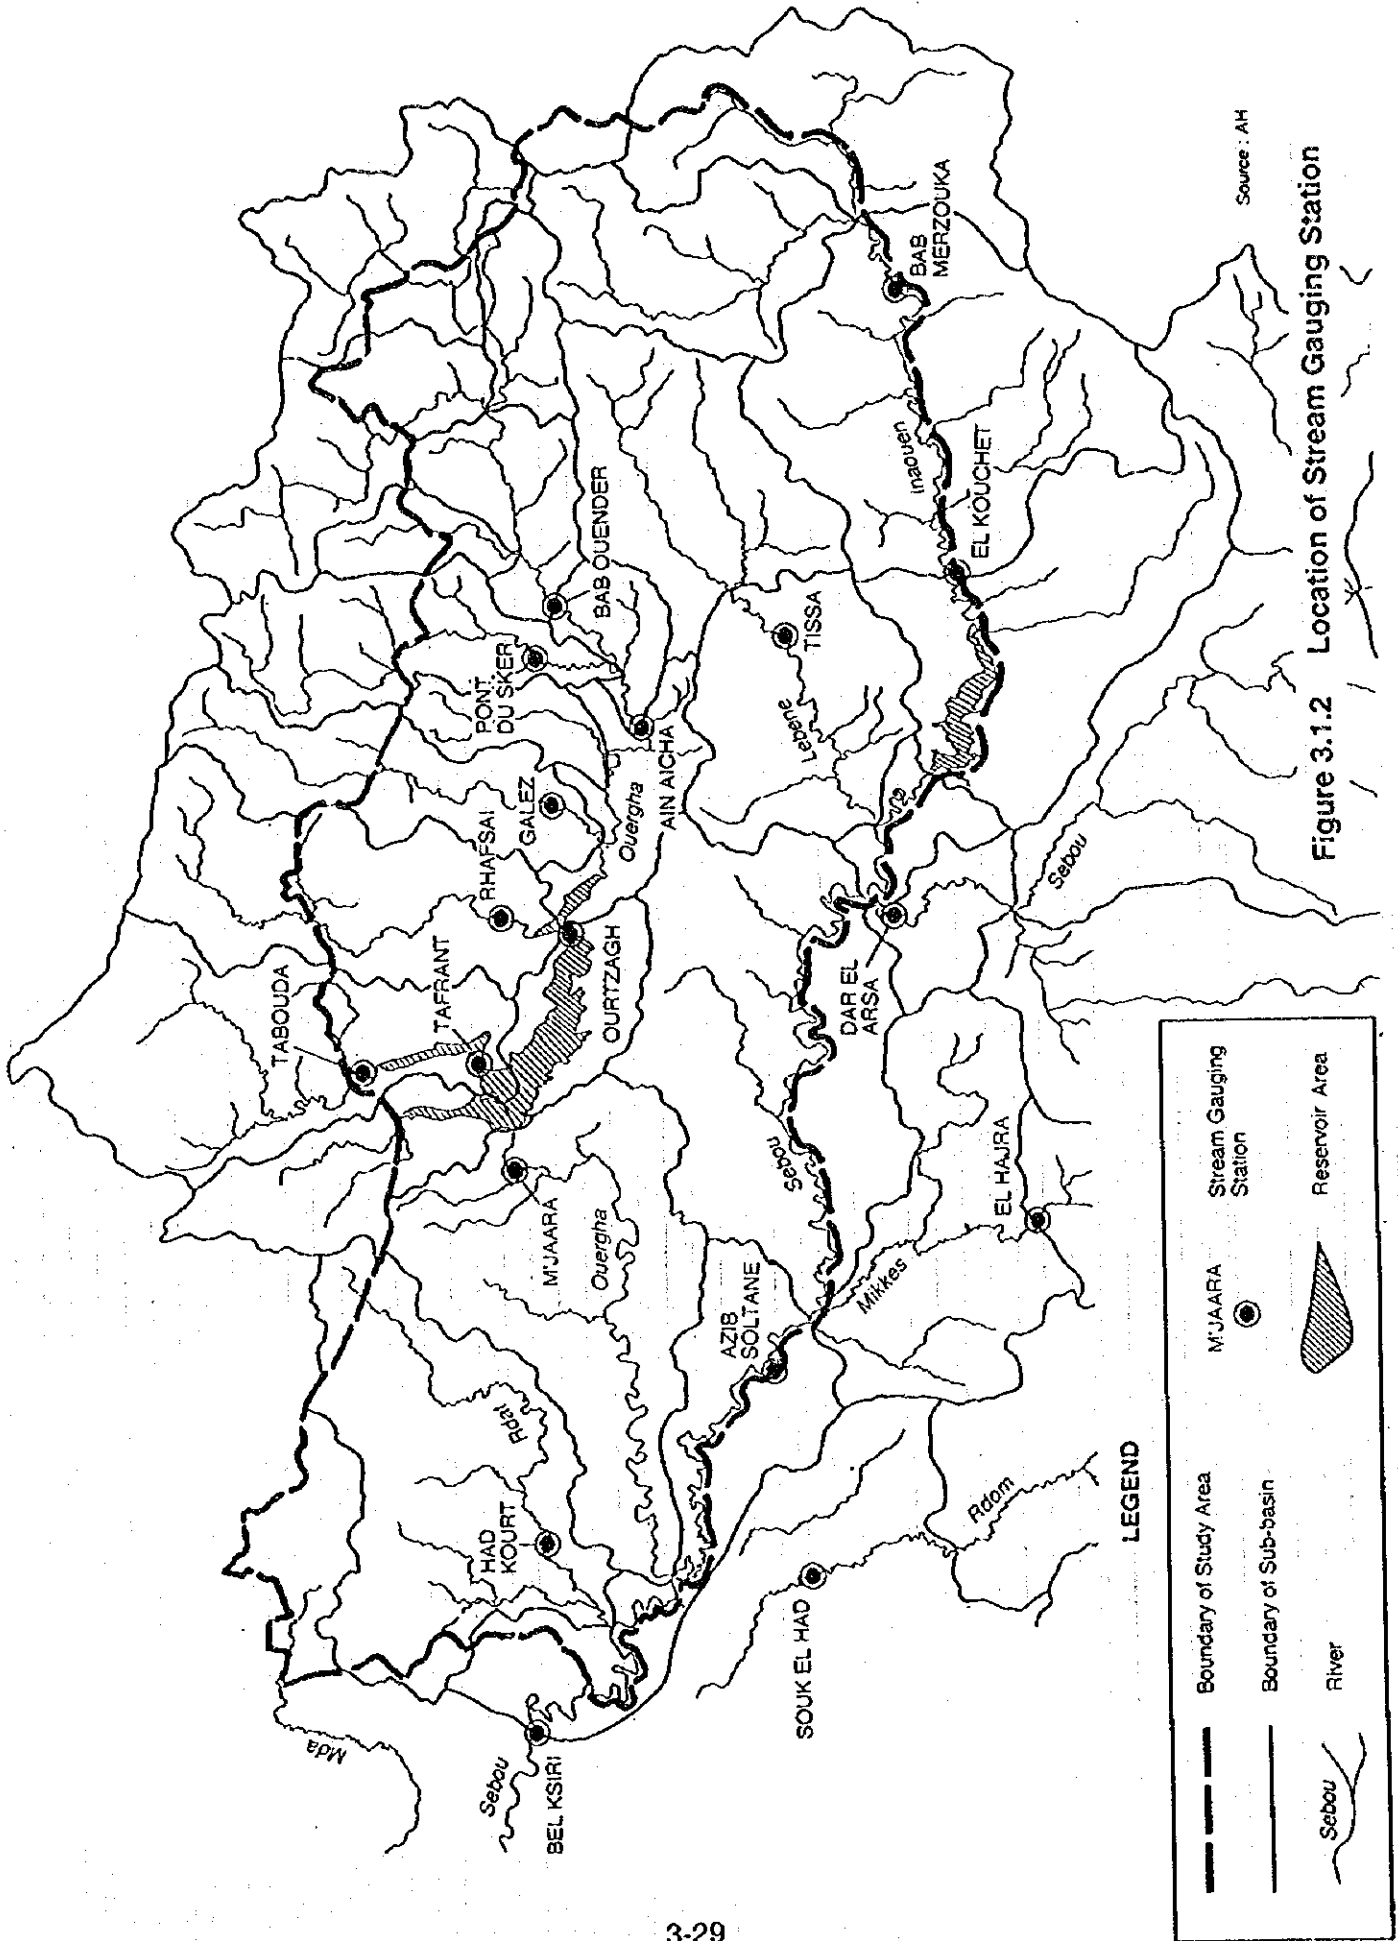 TABOUDA
TAFRANT
RHAFSAI
GALEZ
PONT
DU SKER
BAB OUENDER
AIN AICHA
Ouergha
OURTZAGH
M'JAARA
Ouergha
Rdat
HAD
KOURT
Mda
Sebou
BEL KSIRI
SOUK EL HAD
Rdom
AZIB
SOLTANE
Mikkes
EL HAJRA
Sebou
DAR EL
ARSA
Sebou
Lebene
TISSA
EL KOUCHET
Inaouen
BAB
MERZOUKA
LEGEND
Boundary of Study Area
Boundary of Sub-basin
Sebou
River
M'JAARA
Stream Gauging
Station
Reservoir Area
Source : AH
Figure 3.1.2 Location of Stream Gauging Station
3-29